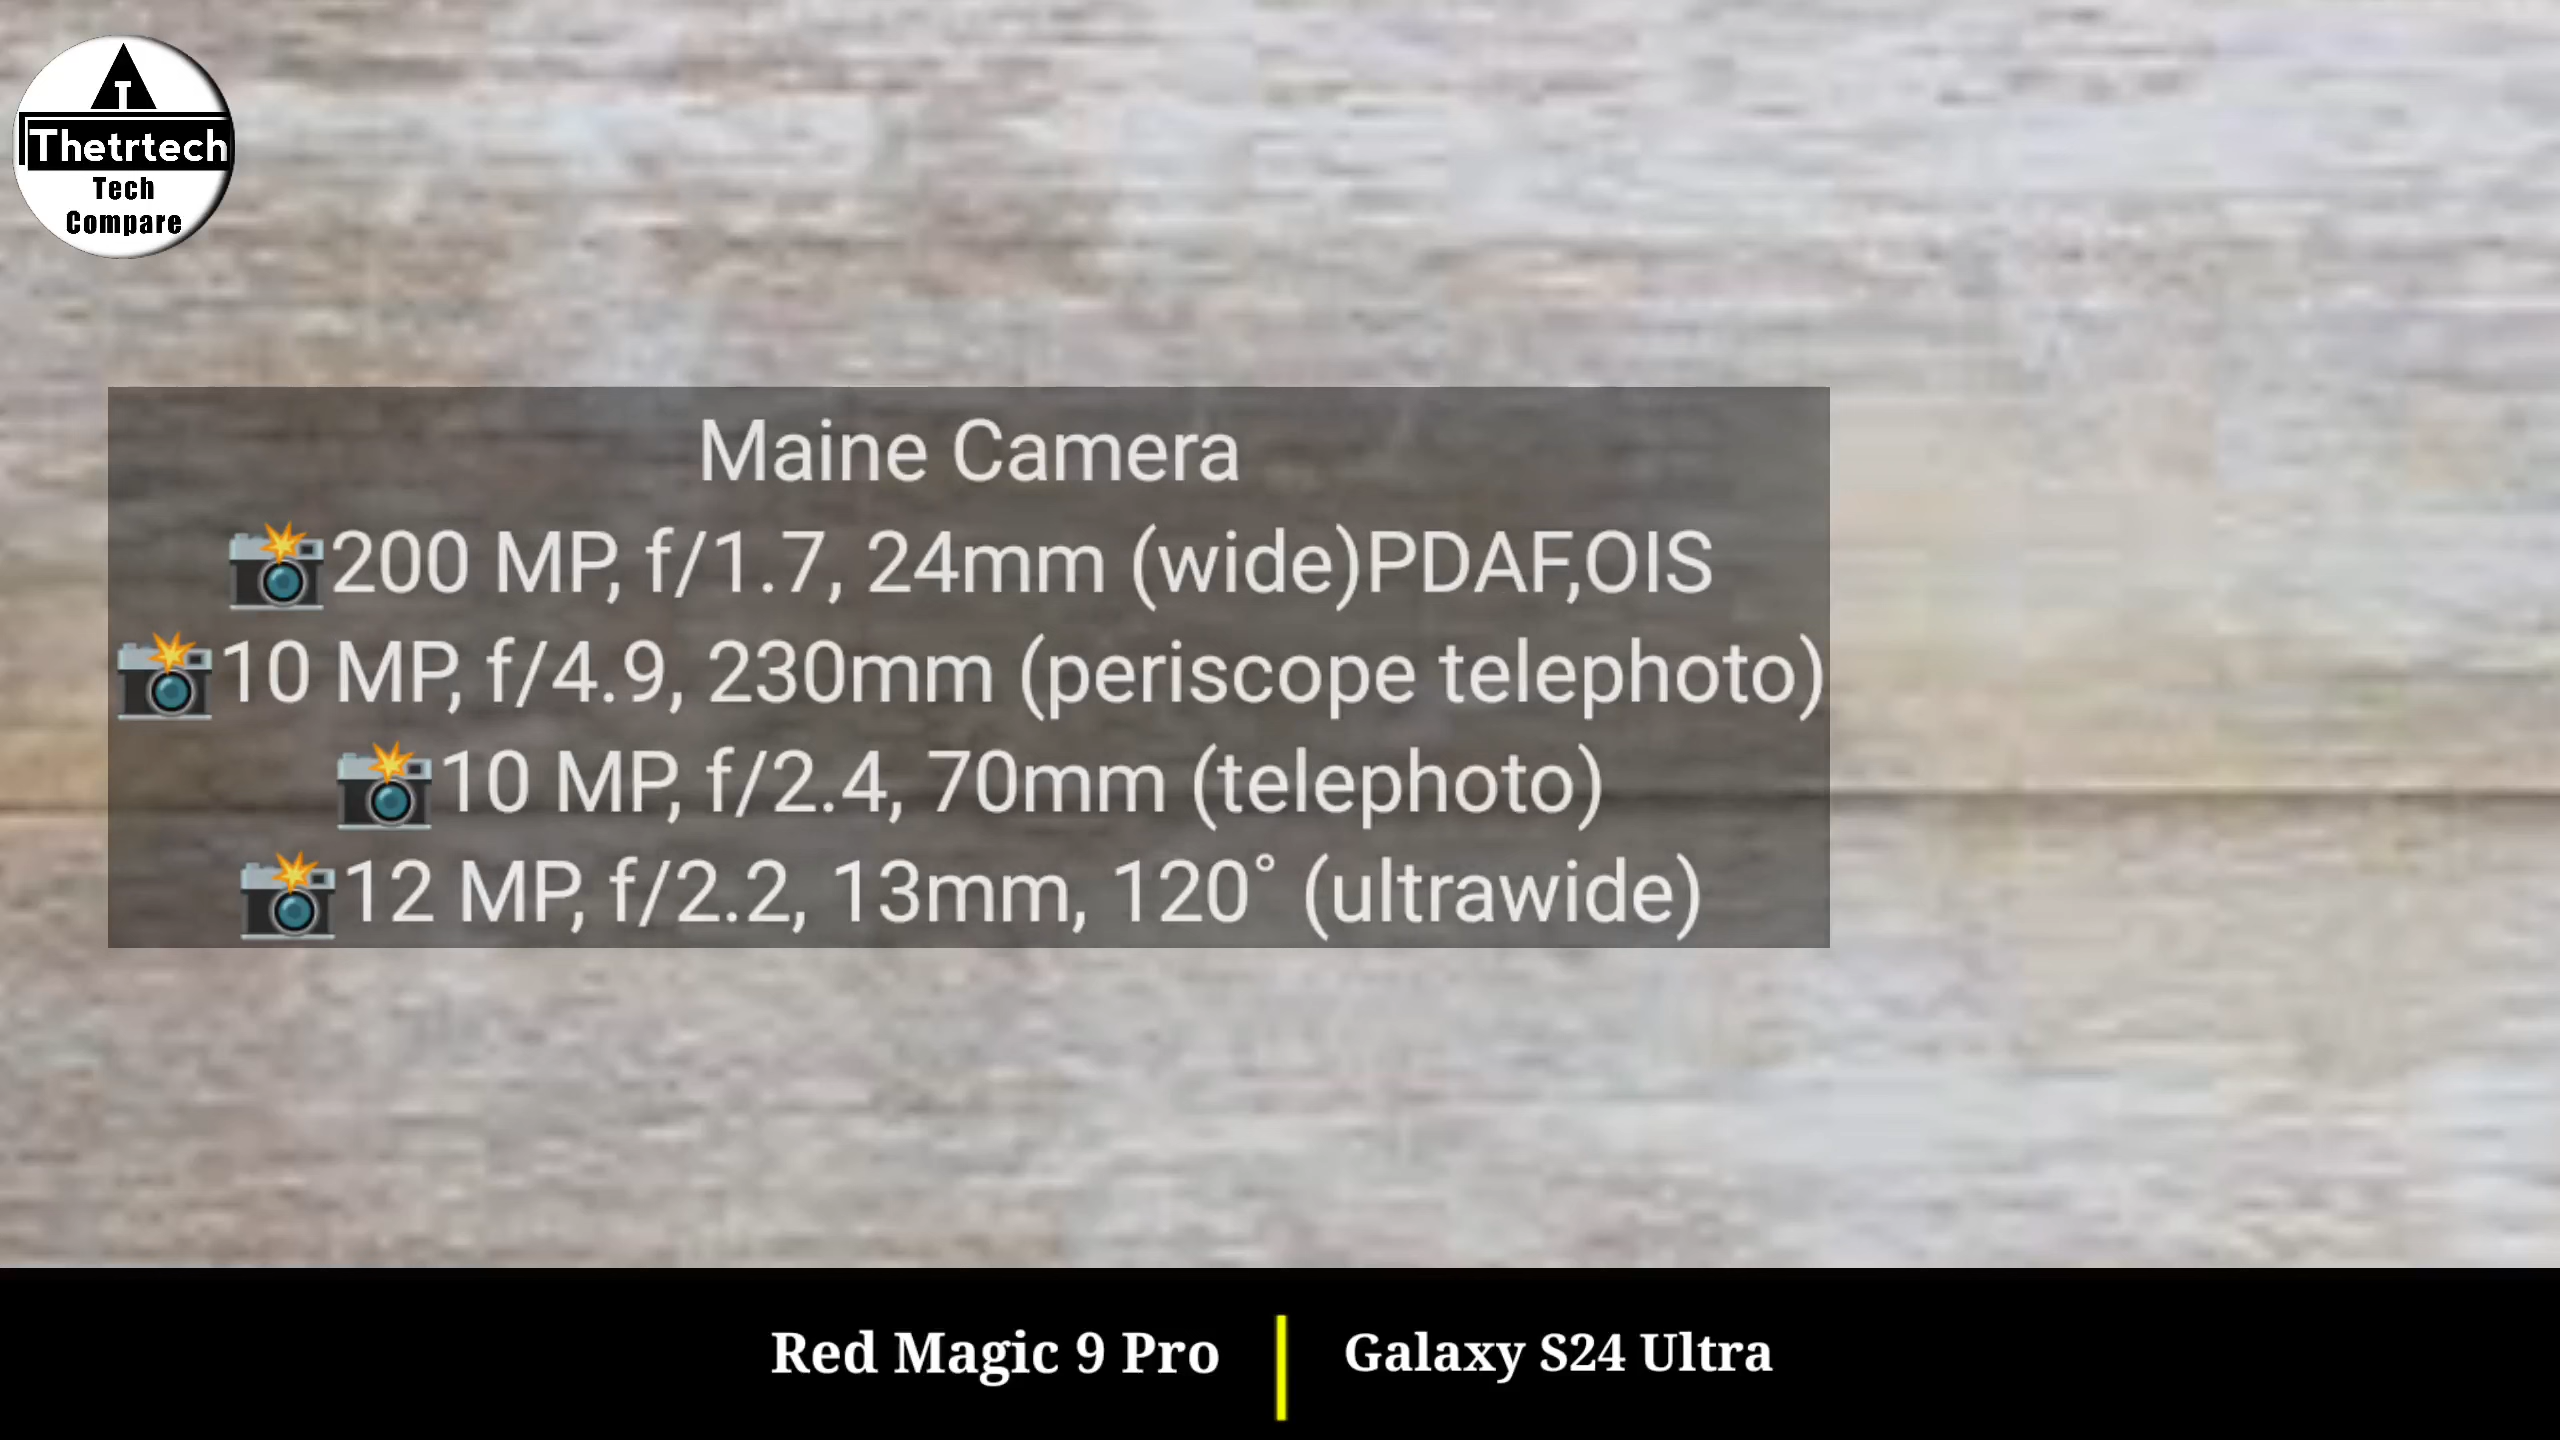 T
Thetrtech
Tech
Compare
Maine Camera
📸200 MP, f/1.7, 24mm (wide)PDAF,OIS
📸10 MP, f/4.9, 230mm (periscope telephoto)
📸10 MP, f/2.4, 70mm (telephoto)
📸12 MP, f/2.2, 13mm, 120˚ (ultrawide)
Red Magic 9 Pro
Galaxy S24 Ultra